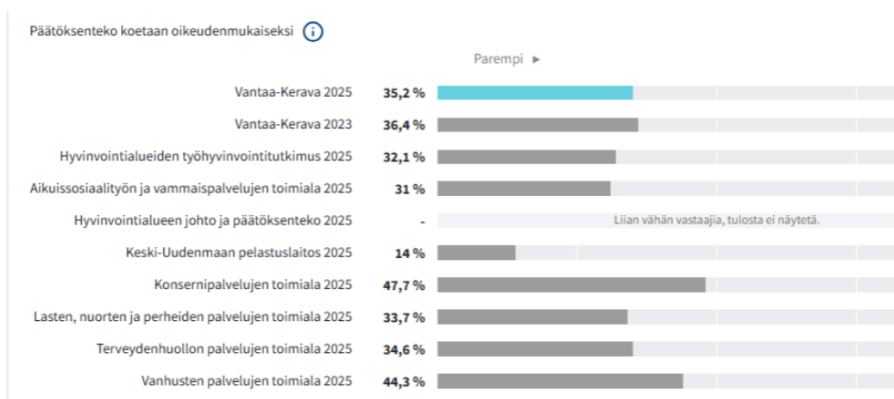 Päätöksenteko koetaan oikeudenmukaiseksi
Parempi ►
Vantaa-Kerava 2025 35,2 %
Vantaa-Kerava 2023 36,4 %
Hyvinvointialueiden työhyvinvointitutkimus 2025 32,1 %
Aikuissosiaalityön ja vammaispalvelujen toimiala 2025 31 %
Hyvinvointialueen johto ja päätöksenteko 2025 - Liian vähän vastaajia, tulosta ei näytetä.
Keski-Uudenmaan pelastuslaitos 2025 14 %
Konsernipalvelujen toimiala 2025 47,7 %
Lasten, nuorten ja perheiden palvelujen toimiala 2025 33,7 %
Terveydenhuollon palvelujen toimiala 2025 34,6 %
Vanhusten palvelujen toimiala 2025 44,3 %